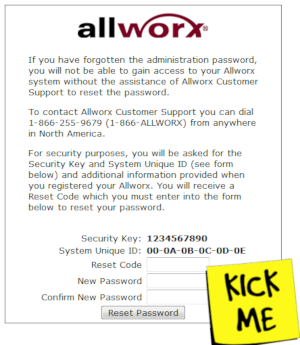 allworx®
If you have forgotten the administration password,
you will not be able to gain access to your Allworx
system without the assistance of Allworx Customer
Support to reset the password.
To contact Allworx Customer Support you can dial
1-866-255-9679 (1-866-ALLWORX) from anywhere
in North America.
For security purposes, you will be asked for the
Security Key and System Unique ID (see form
below) and additional information provided when
you registered your Allworx. You will receive a
Reset Code which you must enter into the form
below to reset your password.
Security Key: 1234567890
System Unique ID: 00-0A-0B-0C-0D-0E
Reset Code
New Password
Confirm New Password
Reset Password
KICK
ME